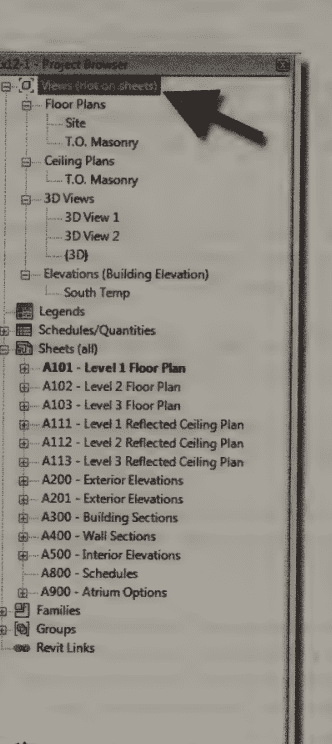 x12-1 - Project Browser
Views (not on sheets)
Floor Plans
Site
T.O. Masonry
Ceiling Plans
T.O. Masonry
3D Views
3D View 1
3D View 2
{3D}
Elevations (Building Elevation)
South Temp
Legends
Schedules/Quantities
Sheets (all)
A101 - Level 1 Floor Plan
A102 - Level 2 Floor Plan
A103 - Level 3 Floor Plan
A111 - Level 1 Reflected Ceiling Plan
A112 - Level 2 Reflected Ceiling Plan
A113 - Level 3 Reflected Ceiling Plan
A200 - Exterior Elevations
A201 - Exterior Elevations
A300 - Building Sections
A400 - Wall Sections
A500 - Interior Elevations
A800 - Schedules
A900 - Atrium Options
Families
Groups
Revit Links